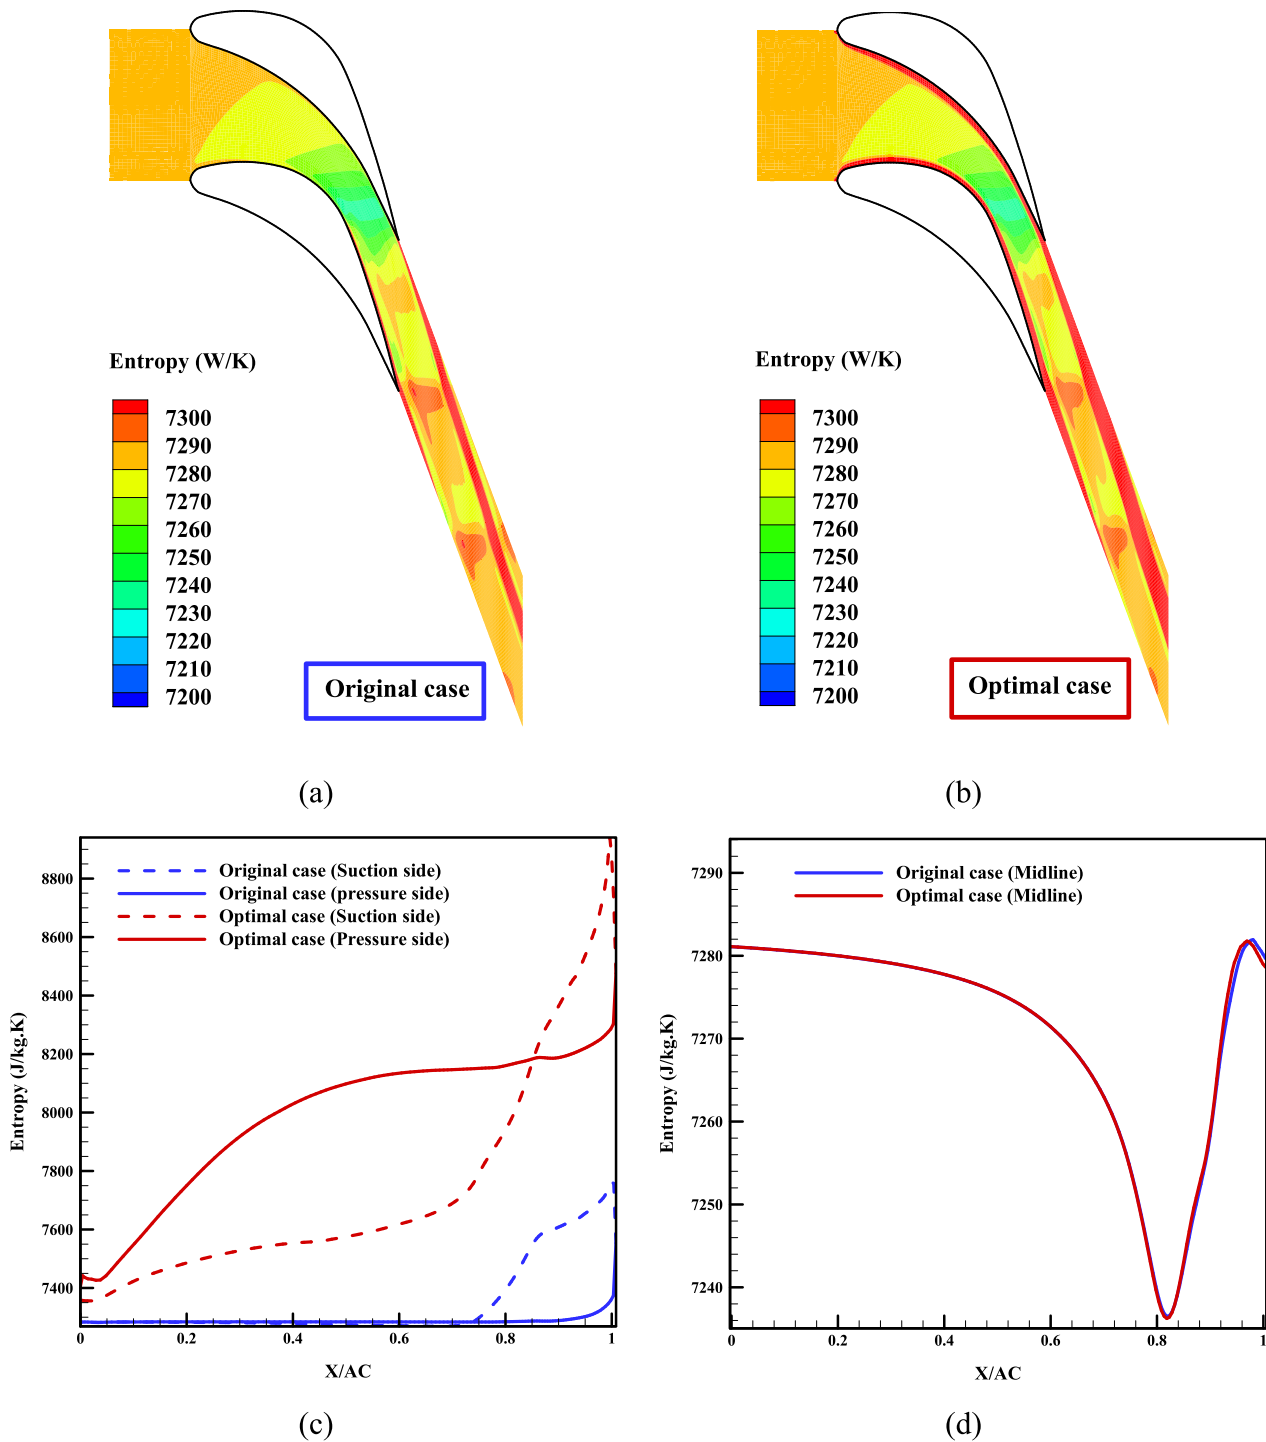 Entropy (W/K)
7300
7290
7280
7270
7260
7250
7240
7230
7220
7210
7200
Original case
(a)
Entropy (W/K)
7300
7290
7280
7270
7260
7250
7240
7230
7220
7210
7200
Optimal case
(b)
Original case (Suction side)
Original case (pressure side)
Optimal case (Suction side)
Optimal case (Pressure side)
8800
8600
8400
8200
8000
7800
7600
7400
Entropy (J/kg.K)
0 0.2 0.4 0.6 0.8 1
X/AC
(c)
Original case (Midline)
Optimal case (Midline)
7290
7280
7270
7260
7250
7240
Entropy (J/kg.K)
0 0.2 0.4 0.6 0.8 1
X/AC
(d)